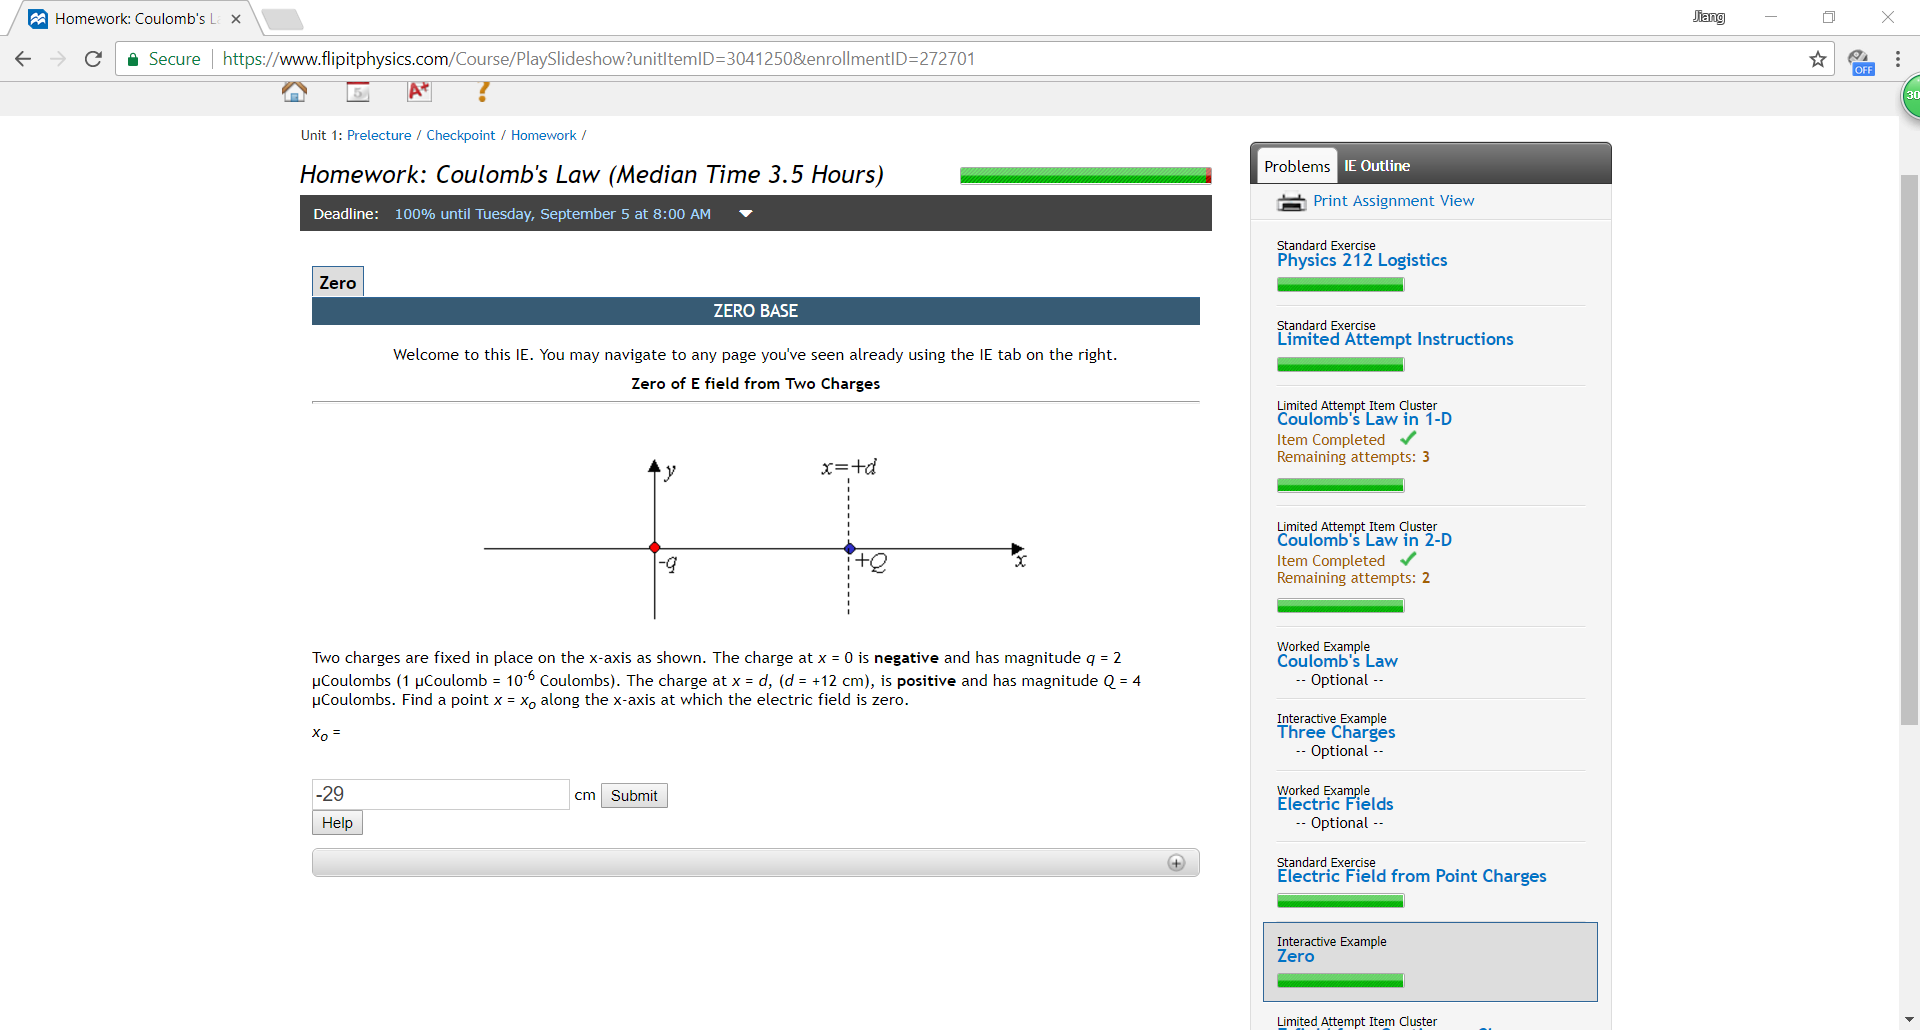 Homework: Coulomb's L
Jiang
Secure
https://www.flipitphysics.com/Course/PlaySlideshow?unitItemID=3041250&enrollmentID=272701
OFF
30
5
A+
?
Unit 1: Prelecture / Checkpoint / Homework /
Homework: Coulomb's Law (Median Time 3.5 Hours)
Deadline: 100% until Tuesday, September 5 at 8:00 AM
Zero
ZERO BASE
Welcome to this IE. You may navigate to any page you've seen already using the IE tab on the right.
Zero of E field from Two Charges
y
x=+d
-q
+Q
x
Two charges are fixed in place on the x-axis as shown. The charge at x = 0 is negative and has magnitude q = 2
µCoulombs (1 µCoulomb = 10-6 Coulombs). The charge at x = d, (d = +12 cm), is positive and has magnitude Q = 4
µCoulombs. Find a point x = xo along the x-axis at which the electric field is zero.
xo =
-29
cm
Submit
Help
Problems
IE Outline
Print Assignment View
Standard Exercise
Physics 212 Logistics
Standard Exercise
Limited Attempt Instructions
Limited Attempt Item Cluster
Coulomb's Law in 1-D
Item Completed
Remaining attempts: 3
Limited Attempt Item Cluster
Coulomb's Law in 2-D
Item Completed
Remaining attempts: 2
Worked Example
Coulomb's Law
-- Optional --
Interactive Example
Three Charges
-- Optional --
Worked Example
Electric Fields
-- Optional --
Standard Exercise
Electric Field from Point Charges
Interactive Example
Zero
Limited Attempt Item Cluster